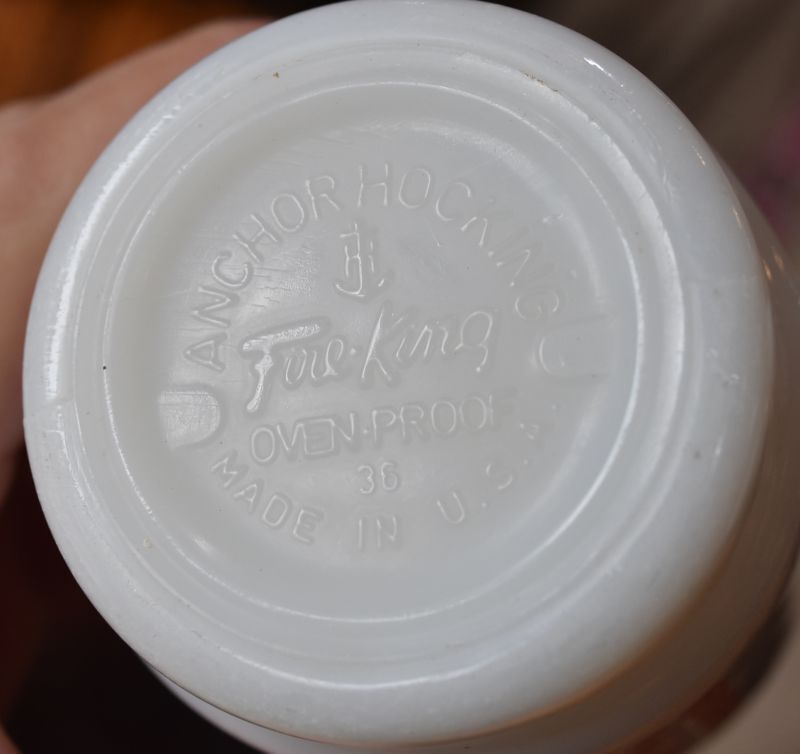 ANCHOR HOCKING
Fire-King
OVEN-PROOF
36
MADE IN U.S.A.